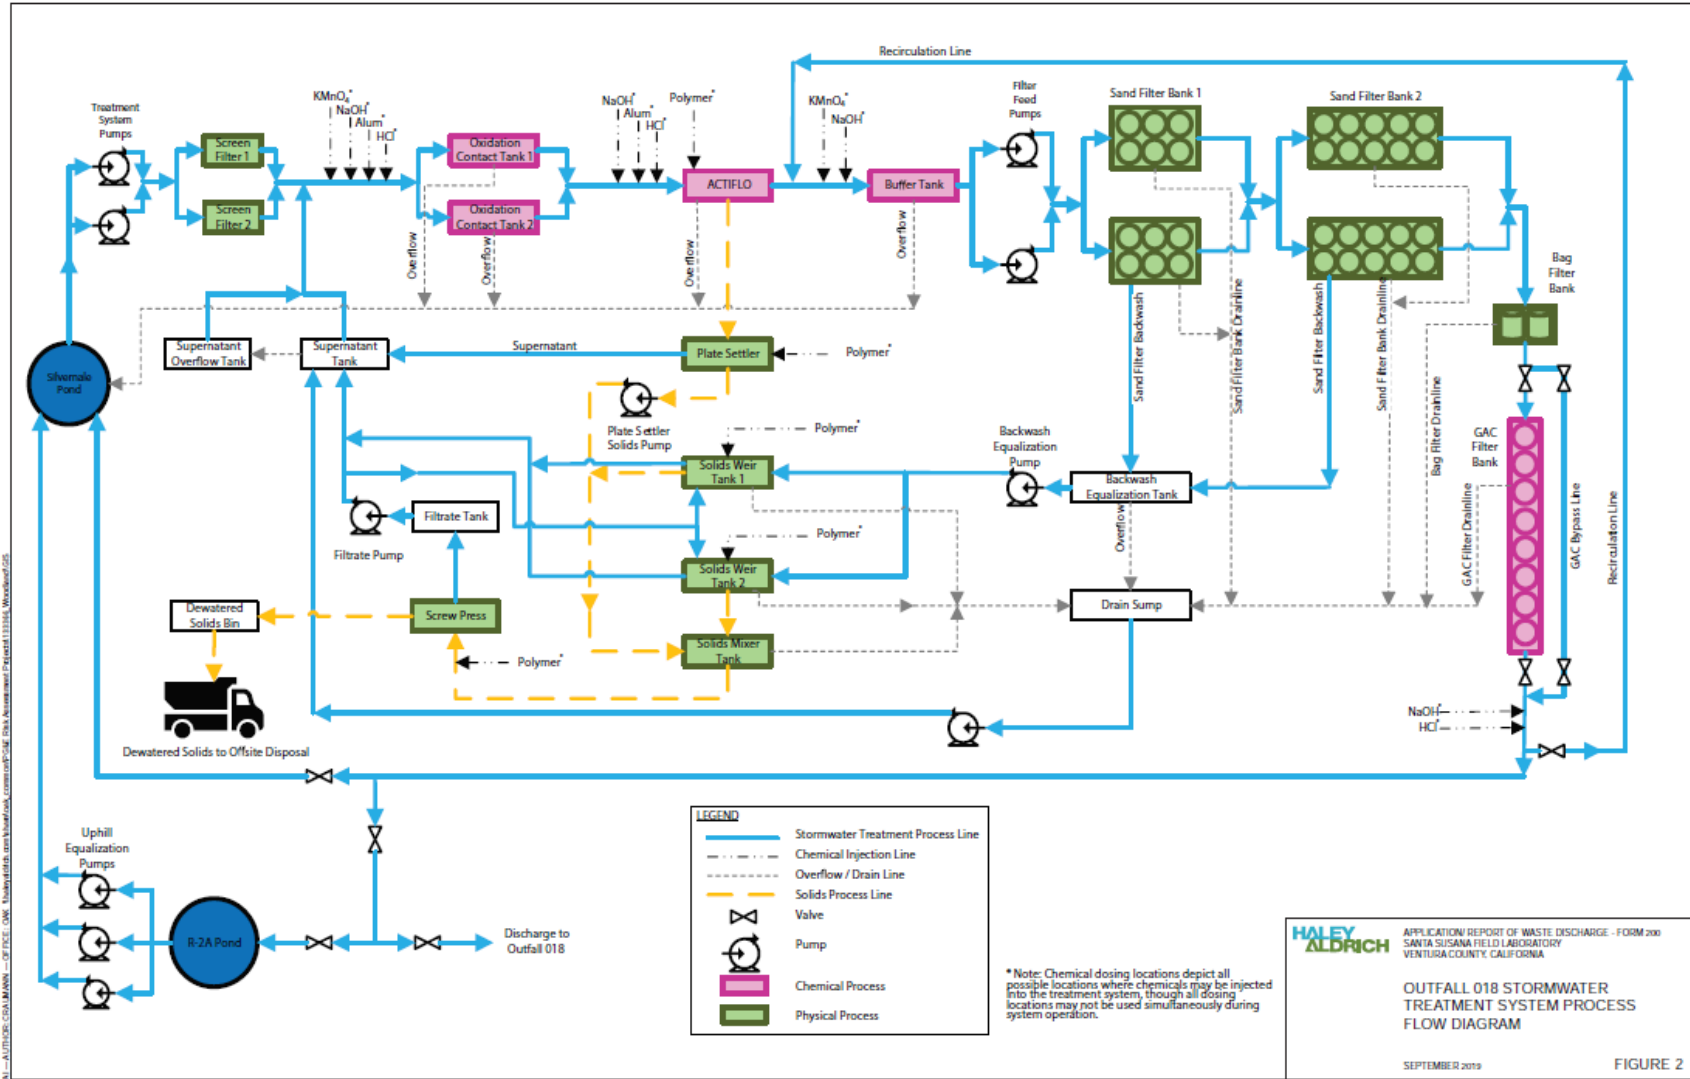 Recirculation Line
Treatment
System
Pumps
KMnO4*
NaOH*
Alum*
HCl*
NaOH*
Alum*
HCl*
Polymer*
KMnO4*
NaOH*
Filter
Feed
Pumps
Sand Filter Bank 1
Sand Filter Bank 2
Screen
Filter 1
Screen
Filter 2
Oxidation
Contact Tank 1
Oxidation
Contact Tank 2
ACTIFLO
Buffer Tank
Overflow
Overflow
Overflow
Overflow
Bag
Filter
Bank
Silvernale
Pond
Supernatant
Overflow Tank
Supernatant
Tank
Supernatant
Plate Settler
Polymer*
Plate Settler
Solids Pump
Polymer*
Solids Weir
Tank 1
Backwash
Equalization
Pump
Backwash
Equalization Tank
Sand Filter Backwash
Sand Filter Bank Drainline
Sand Filter Backwash
Sand Filter Bank Drainline
Bag Filter Drainline
GAC
Filter
Bank
GAC Filter Drainline
GAC Bypass Line
Recirculation Line
Filtrate Tank
Filtrate Pump
Polymer*
Solids Weir
Tank 2
Overflow
Drain Sump
Dewatered
Solids Bin
Screw Press
Solids Mixer
Tank
Polymer*
Dewatered Solids to Offsite Disposal
NaOH*
HCl*
Uphill
Equalization
Pumps
R-2A Pond
Discharge to
Outfall 018
LEGEND
Stormwater Treatment Process Line
Chemical Injection Line
Overflow / Drain Line
Solids Process Line
Valve
Pump
Chemical Process
Physical Process
* Note: Chemical dosing locations depict all
possible locations where chemicals may be injected
into the treatment system, though all dosing
locations may not be used simultaneously during
system operation.
HALEY
ALDRICH
APPLICATION/ REPORT OF WASTE DISCHARGE - FORM 200
SANTA SUSANA FIELD LABORATORY
VENTURA COUNTY, CALIFORNIA
OUTFALL 018 STORMWATER
TREATMENT SYSTEM PROCESS
FLOW DIAGRAM
SEPTEMBER 2019
FIGURE 2